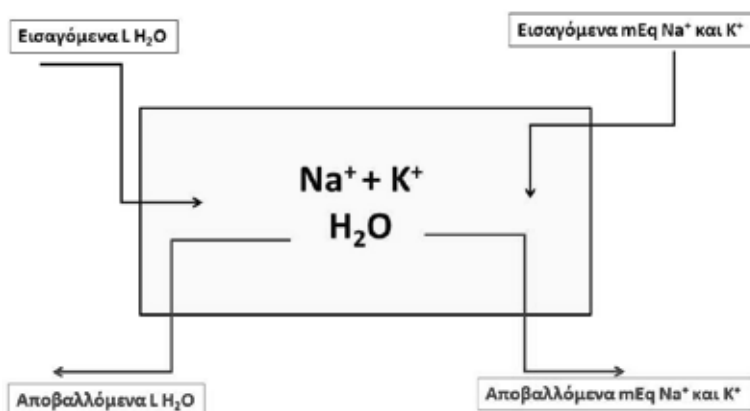 Εισαγόμενα L H₂O
Εισαγόμενα mEq Na⁺ και K⁺
Na⁺ + K⁺
H₂O
Αποβαλλόμενα L H₂O
Αποβαλλόμενα mEq Na⁺ και K⁺